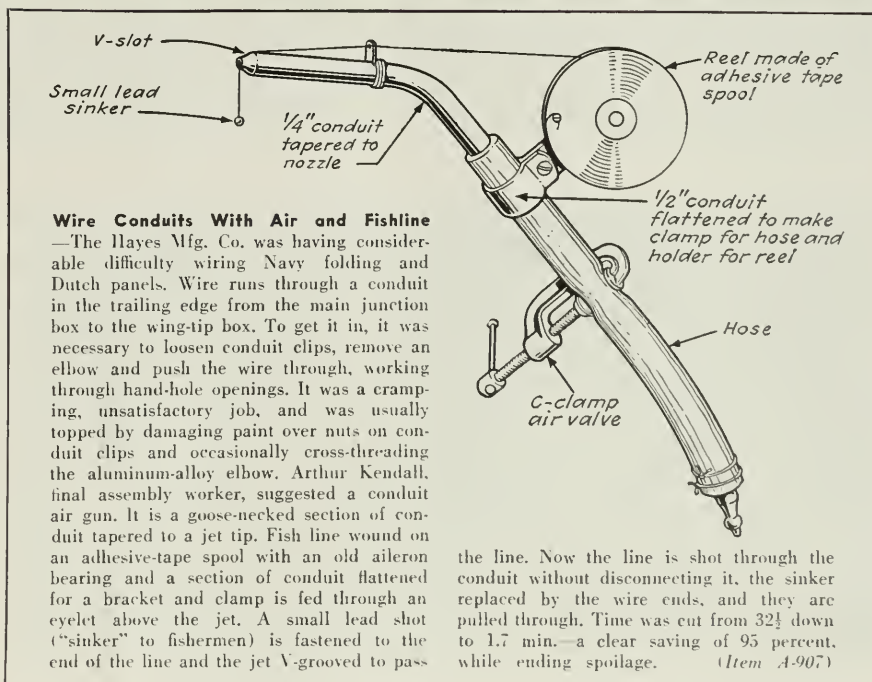 V-slot
Small lead
sinker
1/4" conduit
tapered to
nozzle
Reel made of
adhesive tape
spool
1/2" conduit
flattened to make
clamp for hose and
holder for reel
Hose
C-clamp
air valve
Wire Conduits With Air and Fishline
—The Hayes Mfg. Co. was having consider-
able difficulty wiring Navy folding and
Dutch panels. Wire runs through a conduit
in the trailing edge from the main junction
box to the wing-tip box. To get it in, it was
necessary to loosen conduit clips, remove an
elbow and push the wire through, working
through hand-hole openings. It was a cramp-
ing, unsatisfactory job, and was usually
topped by damaging paint over nuts on con-
duit clips and occasionally cross-threading
the aluminum-alloy elbow. Arthur Kendall,
final assembly worker, suggested a conduit
air gun. It is a goose-necked section of con-
duit tapered to a jet tip. Fish line wound on
an adhesive-tape spool with an old aileron
bearing and a section of conduit flattened
for a bracket and clamp is fed through an
eyelet above the jet. A small lead shot
("sinker" to fishermen) is fastened to the
end of the line and the jet V-grooved to pass
the line. Now the line is shot through the
conduit without disconnecting it, the sinker
replaced by the wire ends, and they are
pulled through. Time was cut from 32½ down
to 1.7 min.—a clear saving of 95 percent,
while ending spoilage. (Item A-907)